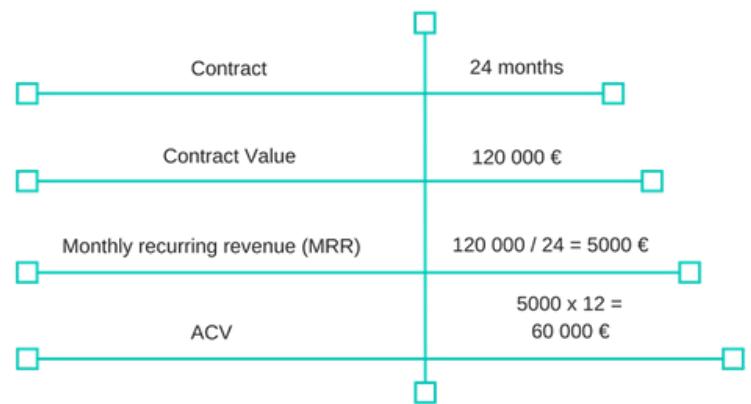 Contract 24 months
Contract Value 120 000 €
Monthly recurring revenue (MRR) 120 000 / 24 = 5000 €
5000 x 12 =
ACV 60 000 €